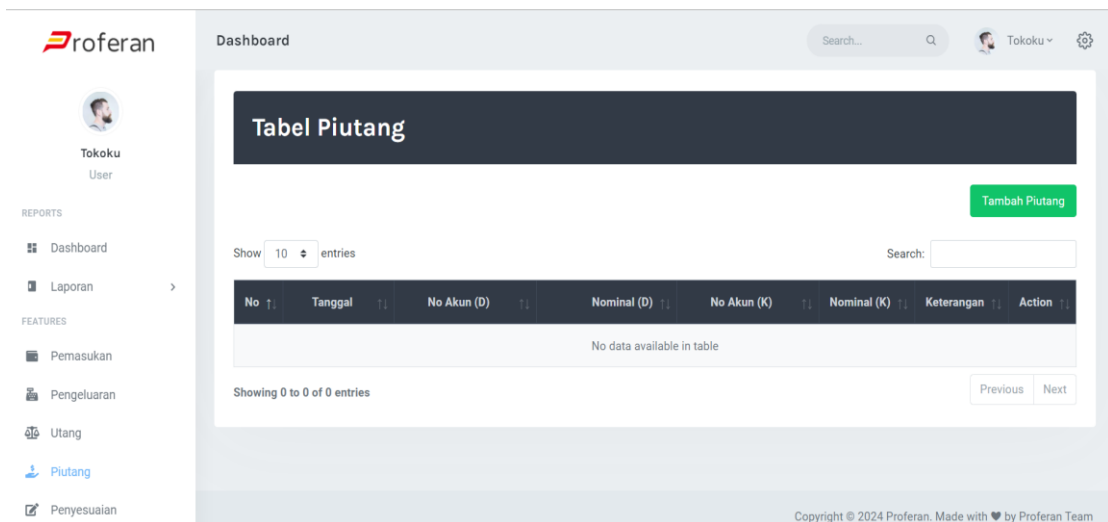 Proferan
Tokoku
User
REPORTS
Dashboard
Laporan
FEATURES
Pemasukan
Pengeluaran
Utang
Piutang
Penyesuaian
Dashboard
Search...
Tokoku
Tabel Piutang
Tambah Piutang
Show 10 entries
Search:
No Tanggal No Akun (D) Nominal (D) No Akun (K) Nominal (K) Keterangan Action
No data available in table
Showing 0 to 0 of 0 entries
Previous Next
Copyright © 2024 Proferan. Made with ♥ by Proferan Team